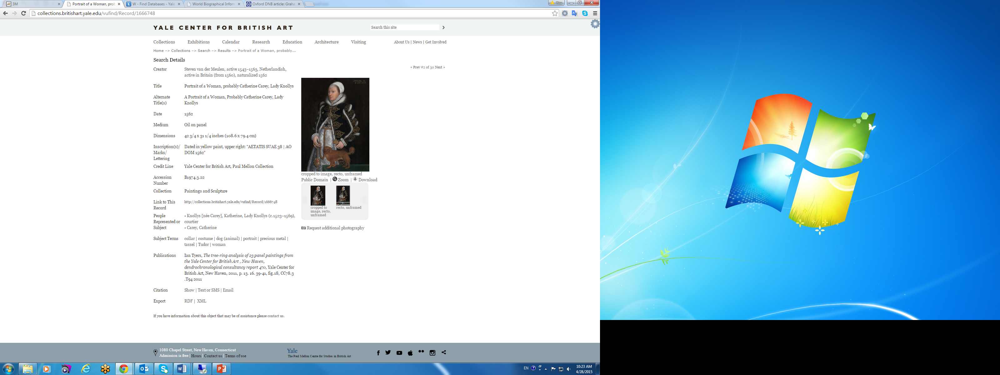 3M
Portrait of a Woman, prob
W - Find Databases - Yale
World Biographical Inform
Oxford DNB article: Graha
You
collections.britishart.yale.edu/vufind/Record/1666748
YALE CENTER FOR BRITISH ART
Search this site
Collections Exhibitions Calendar Research Education Architecture Visiting
About Us | News | Get Involved
Home –> Collections –> Search –> Results –> Portrait of a Woman, probably...
Search Details
« Prev #2 of 30 Next »
Creator
Steven van der Meulen, active 1543–1563, Netherlandish,
active in Britain (from 1560), naturalized 1562
Title
Portrait of a Woman, probably Catherine Carey, Lady Knollys
Alternate
Title(s)
A Portrait of a Woman, Probably Catherine Carey, Lady
Knollys
Date
1562
Medium
Oil on panel
Dimensions
42 3/4 x 31 1/4 inches (108.6 x 79.4 cm)
Inscription(s)/
Marks/
Lettering
Dated in yellow paint, upper right: "AETATIS SUAE 38 | AO
DOM 1562"
Credit Line
Yale Center for British Art, Paul Mellon Collection
Accession
Number
B1974.3.22
Collection
Paintings and Sculpture
Link to This
Record
http://collections.britishart.yale.edu/vufind/Record/1666748
People
Represented or
Subject
• Knollys [née Carey], Katherine, Lady Knollys (c.1523–1569),
courtier
• Carey, Catherine
Subject Terms
collar | costume | dog (animal) | portrait | precious metal |
tassel | Tudor | woman
Publications
Ian Tyers, The tree-ring analysis of 23 panel paintings from
the Yale Center for British Art , New Haven,
dendrochronological consultancy report 470, Yale Center for
British Art, New Haven, 2011, p. 13. 16. 39-41, fig.18, CC78.3
.T94 2011
Citation
Show | Text or SMS | Email
Export
RDF | XML
cropped to image, recto, unframed
Public Domain | Zoom | Download
cropped to
image, recto,
unframed
recto, unframed
Request additional photography
If you have information about this object that may be of assistance please contact us.
1080 Chapel Street, New Haven, Connecticut
Admission is free | Hours | Contact us | Terms of use
Yale
The Paul Mellon Centre for Studies in British Art
EN
10:23 AM
4/28/2015